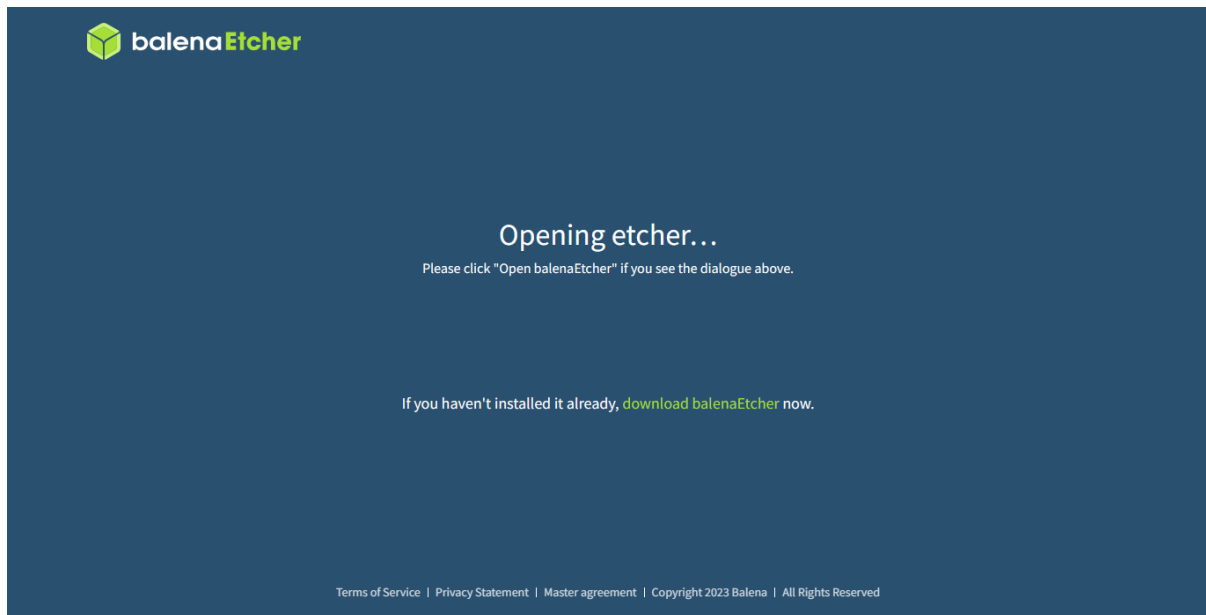 balenaEtcher
Opening etcher...
Please click "Open balenaEtcher" if you see the dialogue above.
If you haven't installed it already, download balenaEtcher now.
Terms of Service | Privacy Statement | Master agreement | Copyright 2023 Balena | All Rights Reserved